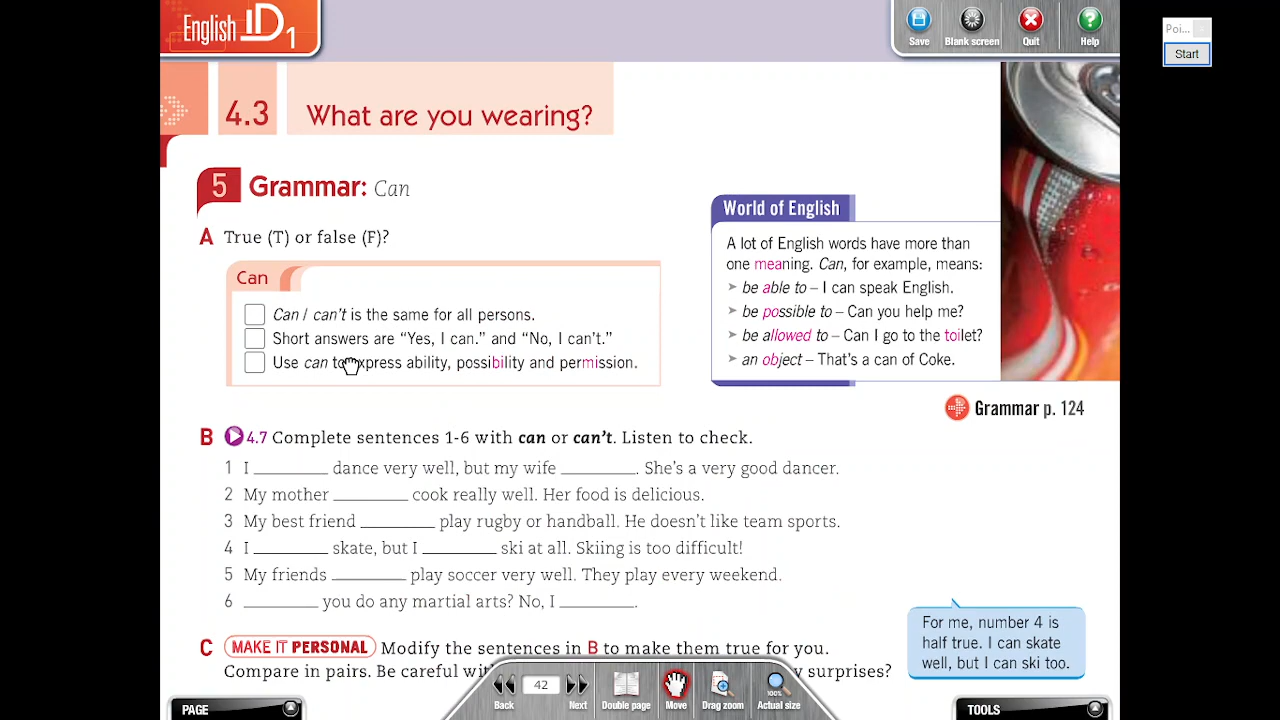 English ID 1
Save
Blank screen
Quit
Help
Poi...
Start
4.3 What are you wearing?
5 Grammar: Can
A True (T) or false (F)?
Can
Can / can't is the same for all persons.
Short answers are "Yes, I can." and "No, I can't."
Use can to express ability, possibility and permission.
World of English
A lot of English words have more than
one meaning. Can, for example, means:
be able to – I can speak English.
be possible to – Can you help me?
be allowed to – Can I go to the toilet?
an object – That's a can of Coke.
Grammar p. 124
B 4.7 Complete sentences 1-6 with can or can't. Listen to check.
1 I ________ dance very well, but my wife ________. She's a very good dancer.
2 My mother ________ cook really well. Her food is delicious.
3 My best friend ________ play rugby or handball. He doesn't like team sports.
4 I ________ skate, but I ________ ski at all. Skiing is too difficult!
5 My friends ________ play soccer very well. They play every weekend.
6 ________ you do any martial arts? No, I ________.
For me, number 4 is
half true. I can skate
well, but I can ski too.
C MAKE IT PERSONAL Modify the sentences in B to make them true for you.
Compare in pairs. Be careful wit y surprises?
Back
42
Next
Double page
Move
Drag zoom
100%
Actual size
PAGE
TOOLS